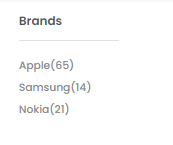 Brands
Apple(65)
Samsung(14)
Nokia(21)